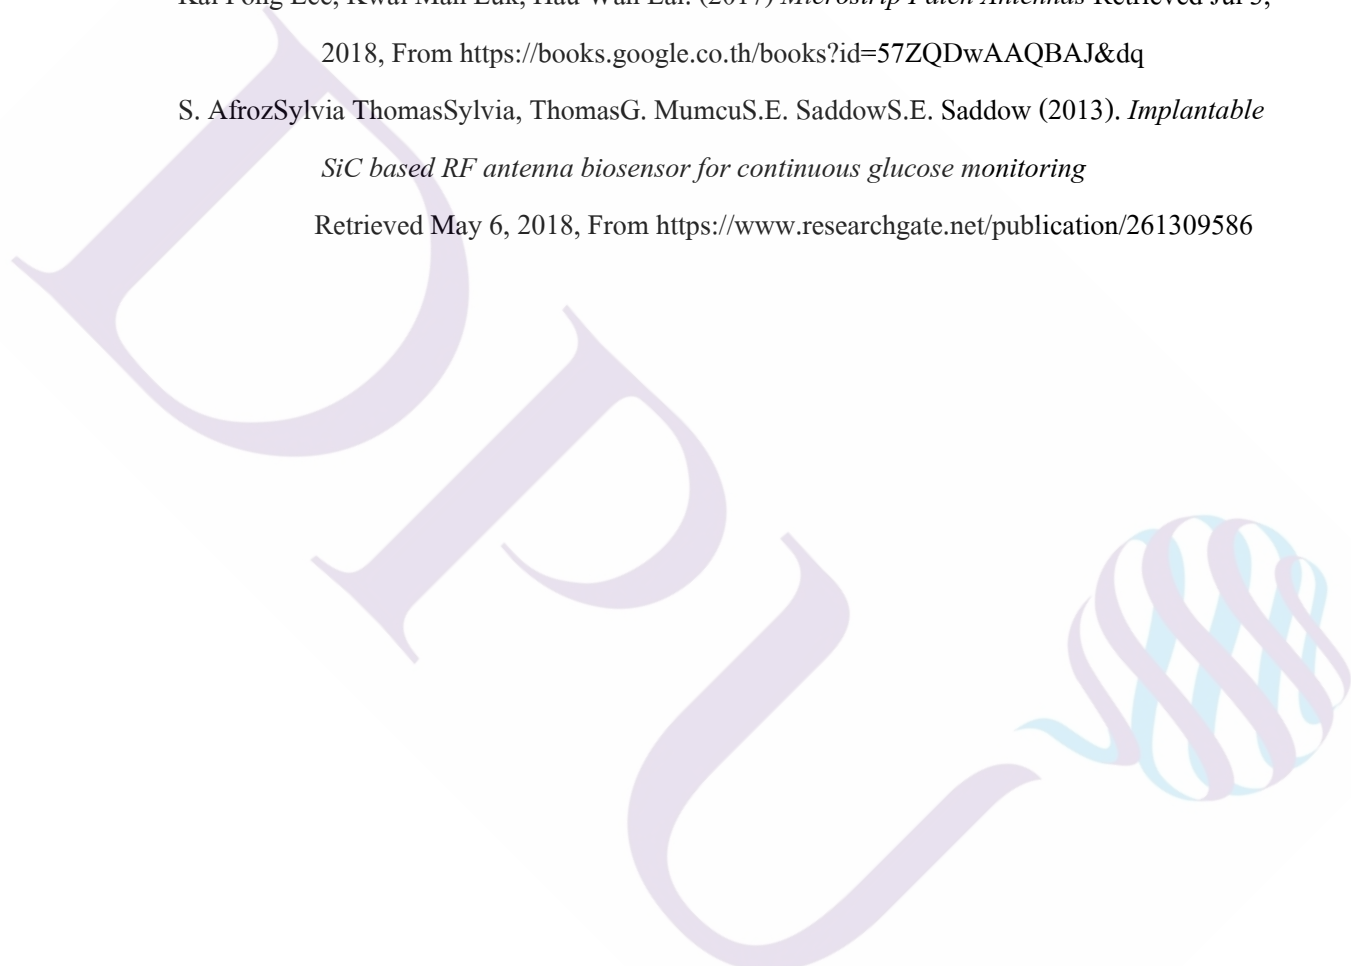 Kai Fong Lee, Kwai Man Luk, Hau Wan Lai. (2017) Microstrip Patch Antennas Retrieved Jul 5,
2018, From https://books.google.co.th/books?id=57ZQDwAAQBAJ&dq
S. AfrozSylvia ThomasSylvia, ThomasG. MumcuS.E. SaddowS.E. Saddow (2013). Implantable
SiC based RF antenna biosensor for continuous glucose monitoring
Retrieved May 6, 2018, From https://www.researchgate.net/publication/261309586
DPU